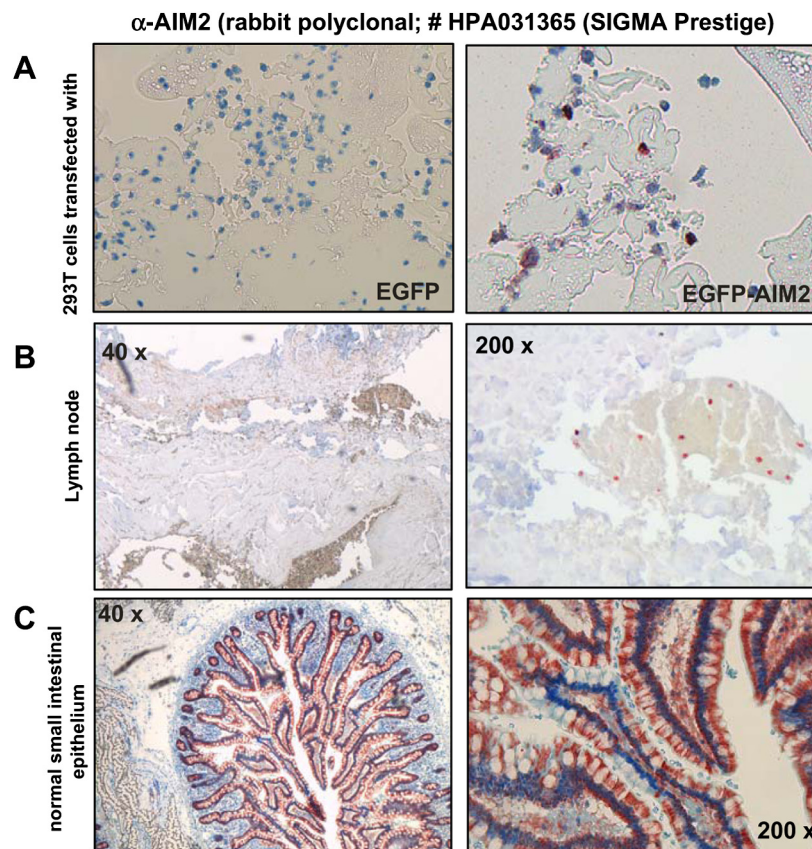 α-AIM2 (rabbit polyclonal; # HPA031365 (SIGMA Prestige)
A
293T cells transfected with
EGFP
EGFP-AIM2
B
Lymph node
40 x
200 x
C
normal small intestinal
epithelium
40 x
200 x